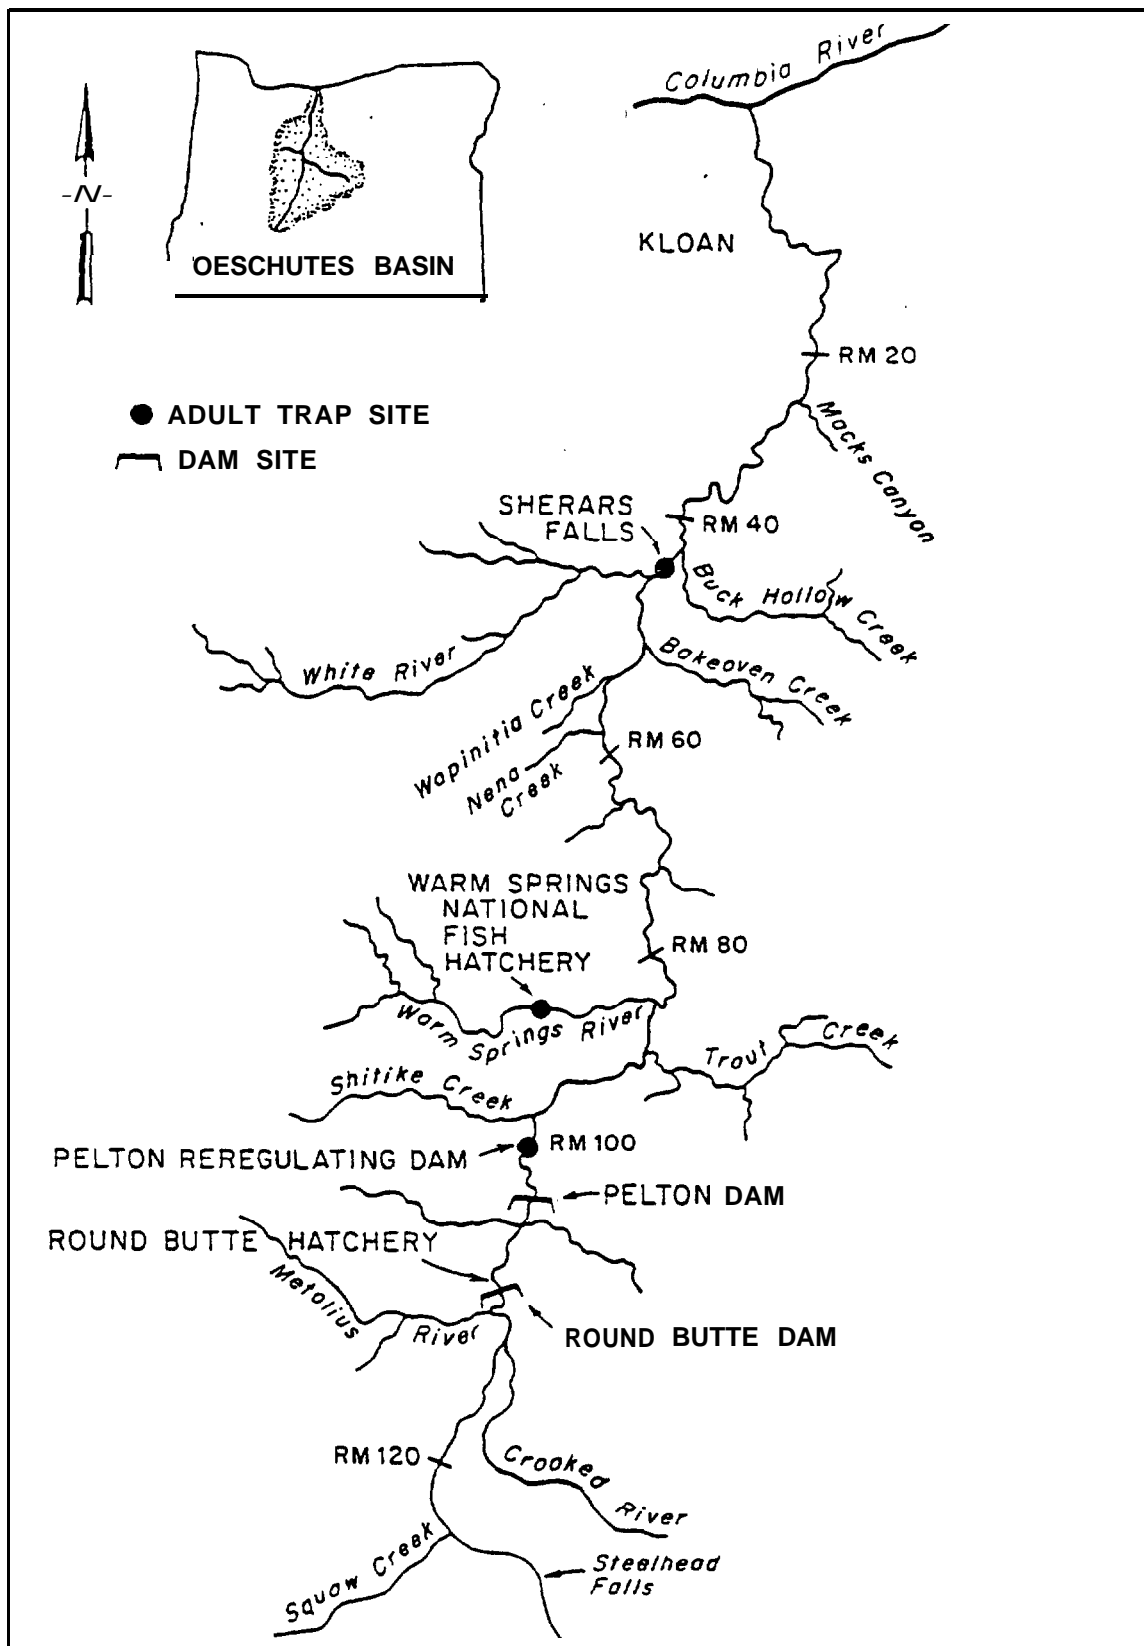 Columbia River
-N-
OESCHUTES BASIN
KLOAN
RM 20
ADULT TRAP SITE
DAM SITE
Macks Canyon
SHERARS
FALLS
RM 40
Buck Hollow Creek
White River
Bakeoven Creek
Wapinitia Creek
RM 60
Nena
Creek
WARM SPRINGS
NATIONAL
FISH
HATCHERY
RM 80
Warm Springs River
Trout Creek
Shitike Creek
RM 100
PELTON REREGULATING DAM
PELTON DAM
ROUND BUTTE HATCHERY
Metolius River
ROUND BUTTE DAM
RM 120
Crooked
River
Squaw Creek
Steelhead
Falls